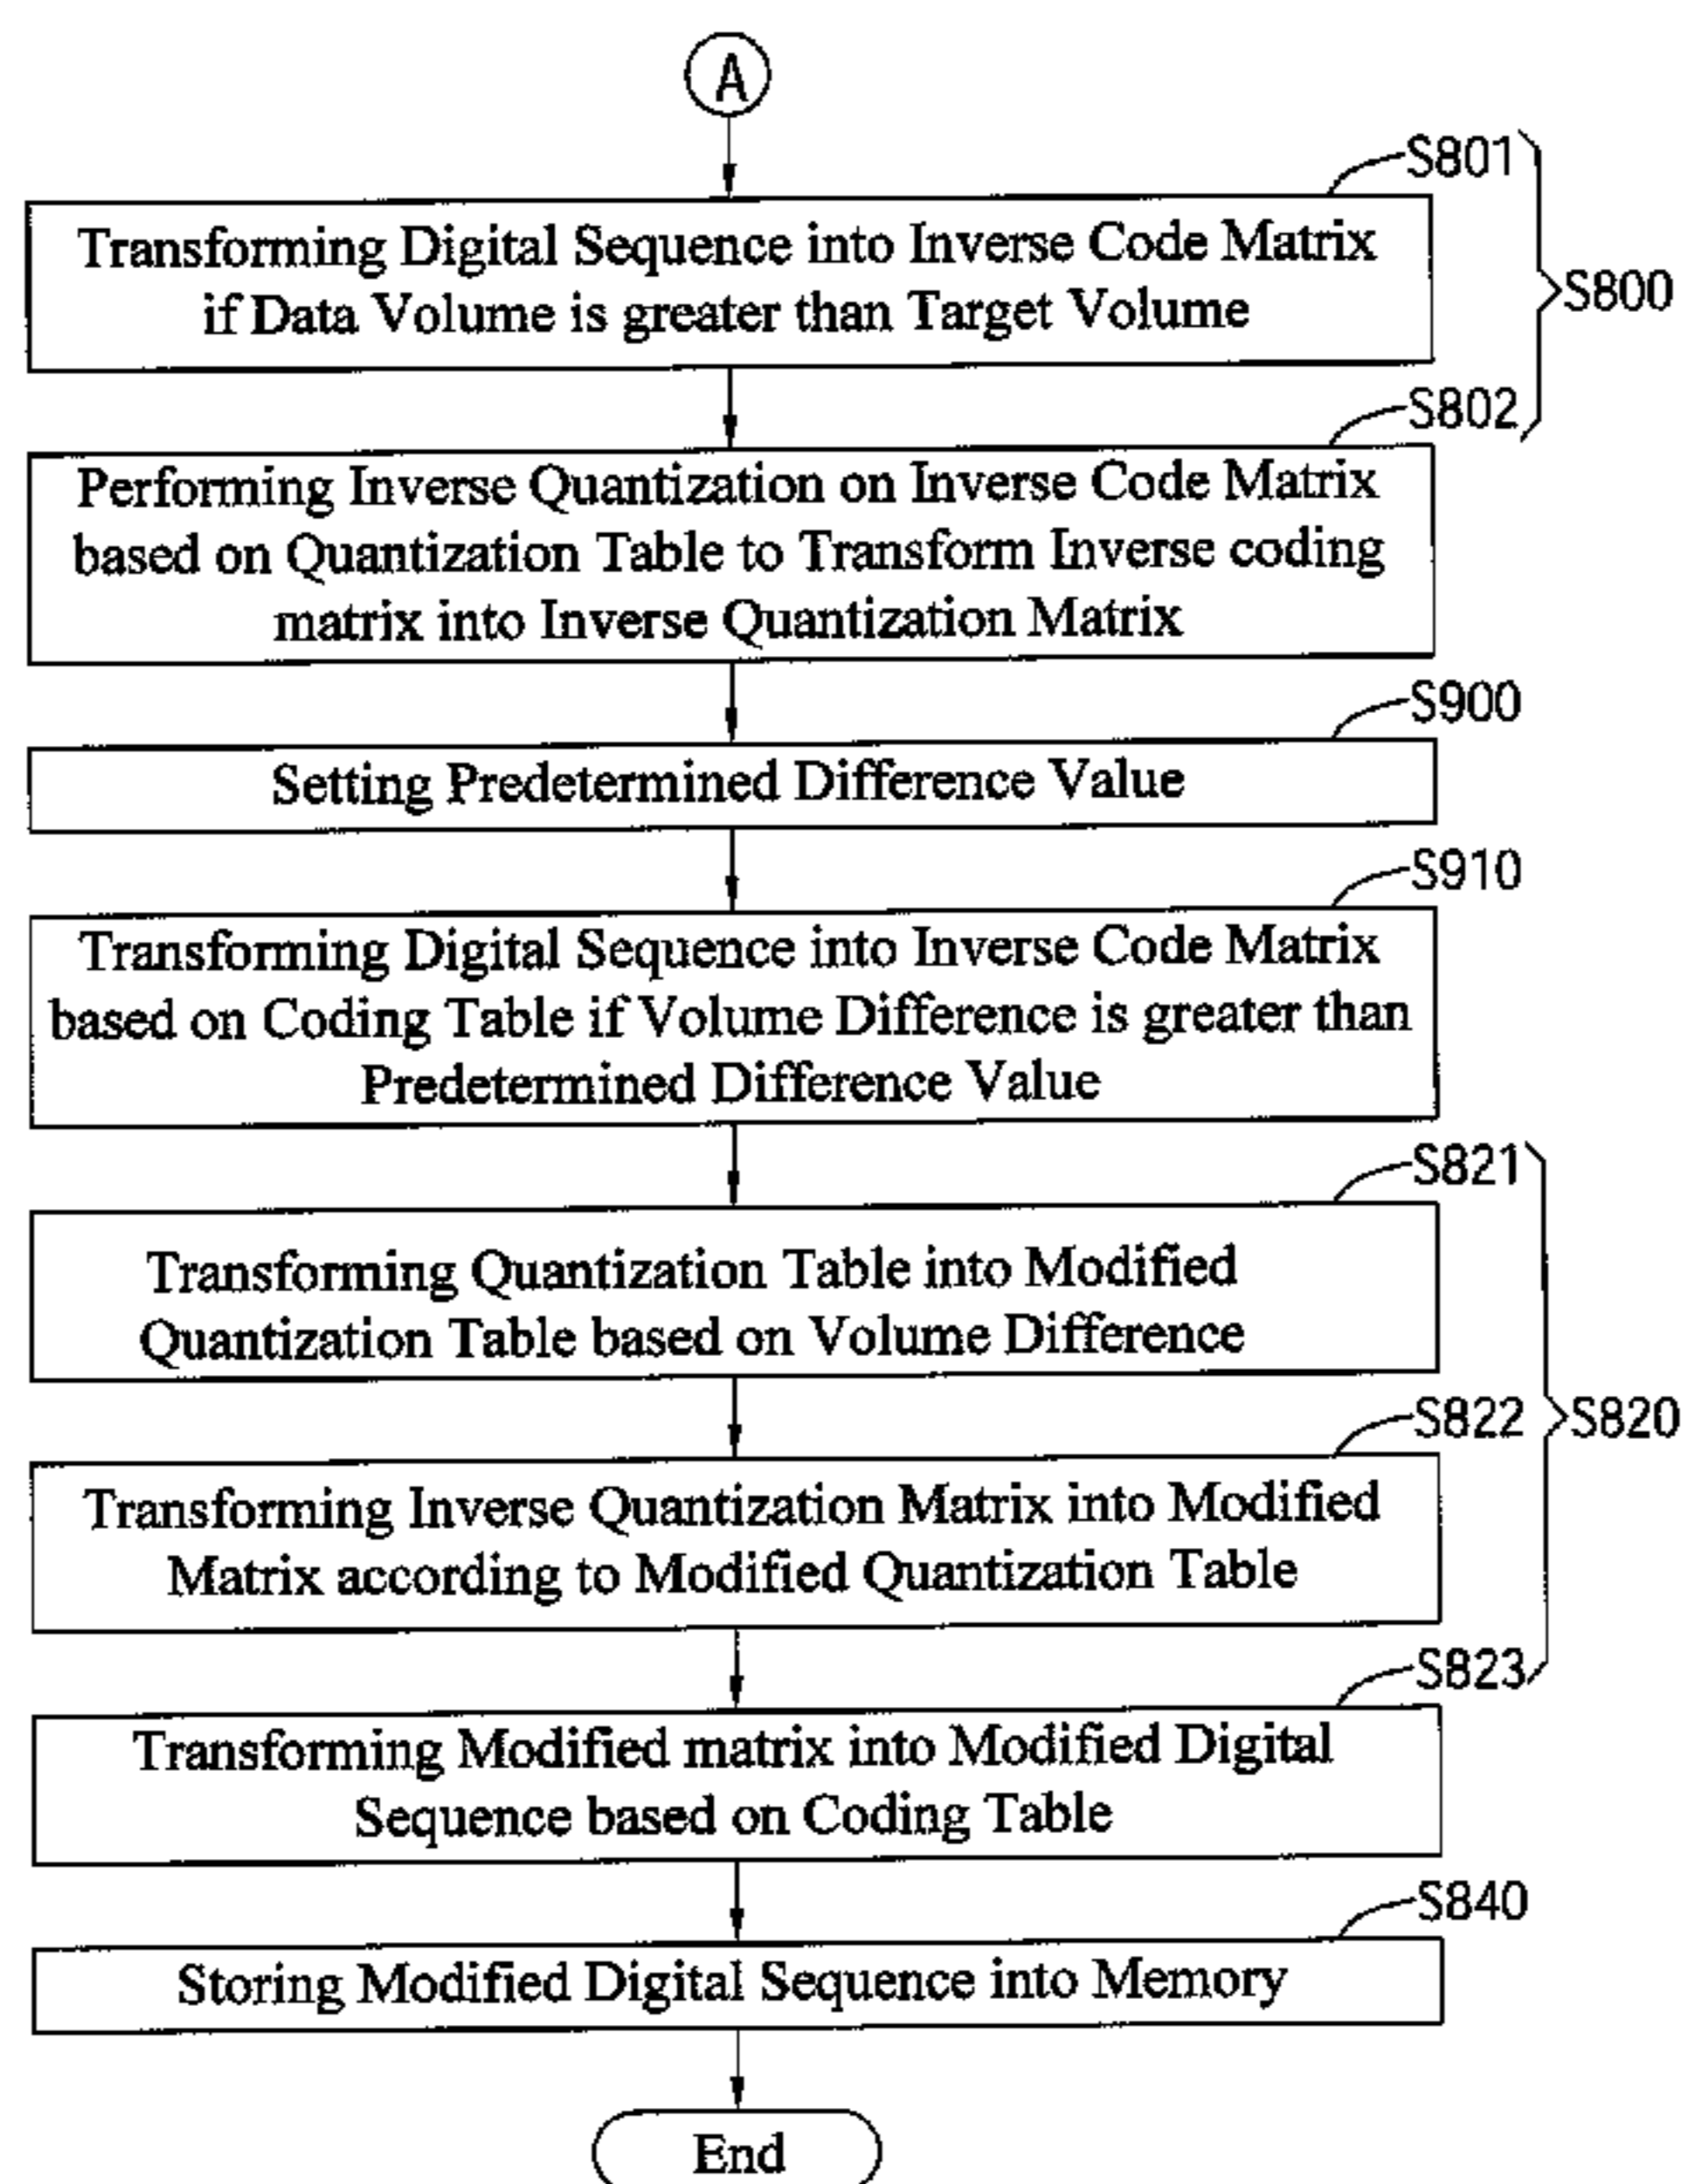 A
S801
Transforming Digital Sequence into Inverse Code Matrix
if Data Volume is greater than Target Volume
S800
S802
Performing Inverse Quantization on Inverse Code Matrix
based on Quantization Table to Transform Inverse coding
matrix into Inverse Quantization Matrix
S900
Setting Predetermined Difference Value
S910
Transforming Digital Sequence into Inverse Code Matrix
based on Coding Table if Volume Difference is greater than
Predetermined Difference Value
S821
Transforming Quantization Table into Modified
Quantization Table based on Volume Difference
S822
S820
Transforming Inverse Quantization Matrix into Modified
Matrix according to Modified Quantization Table
S823
Transforming Modified matrix into Modified Digital
Sequence based on Coding Table
S840
Storing Modified Digital Sequence into Memory
End